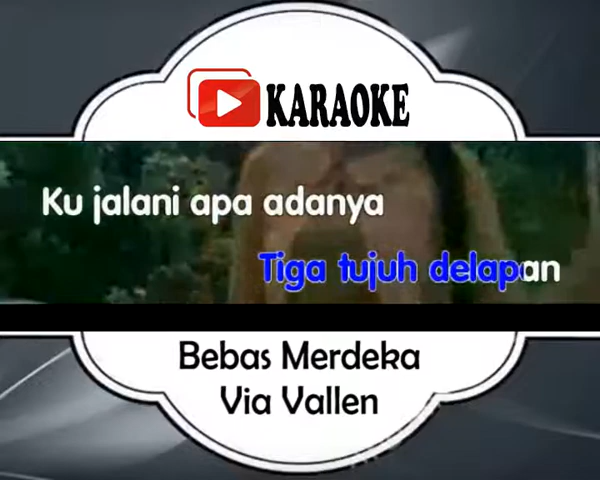 KARAOKE
Ku jalani apa adanya
Tiga tujuh delapan
Bebas Merdeka
Via Vallen